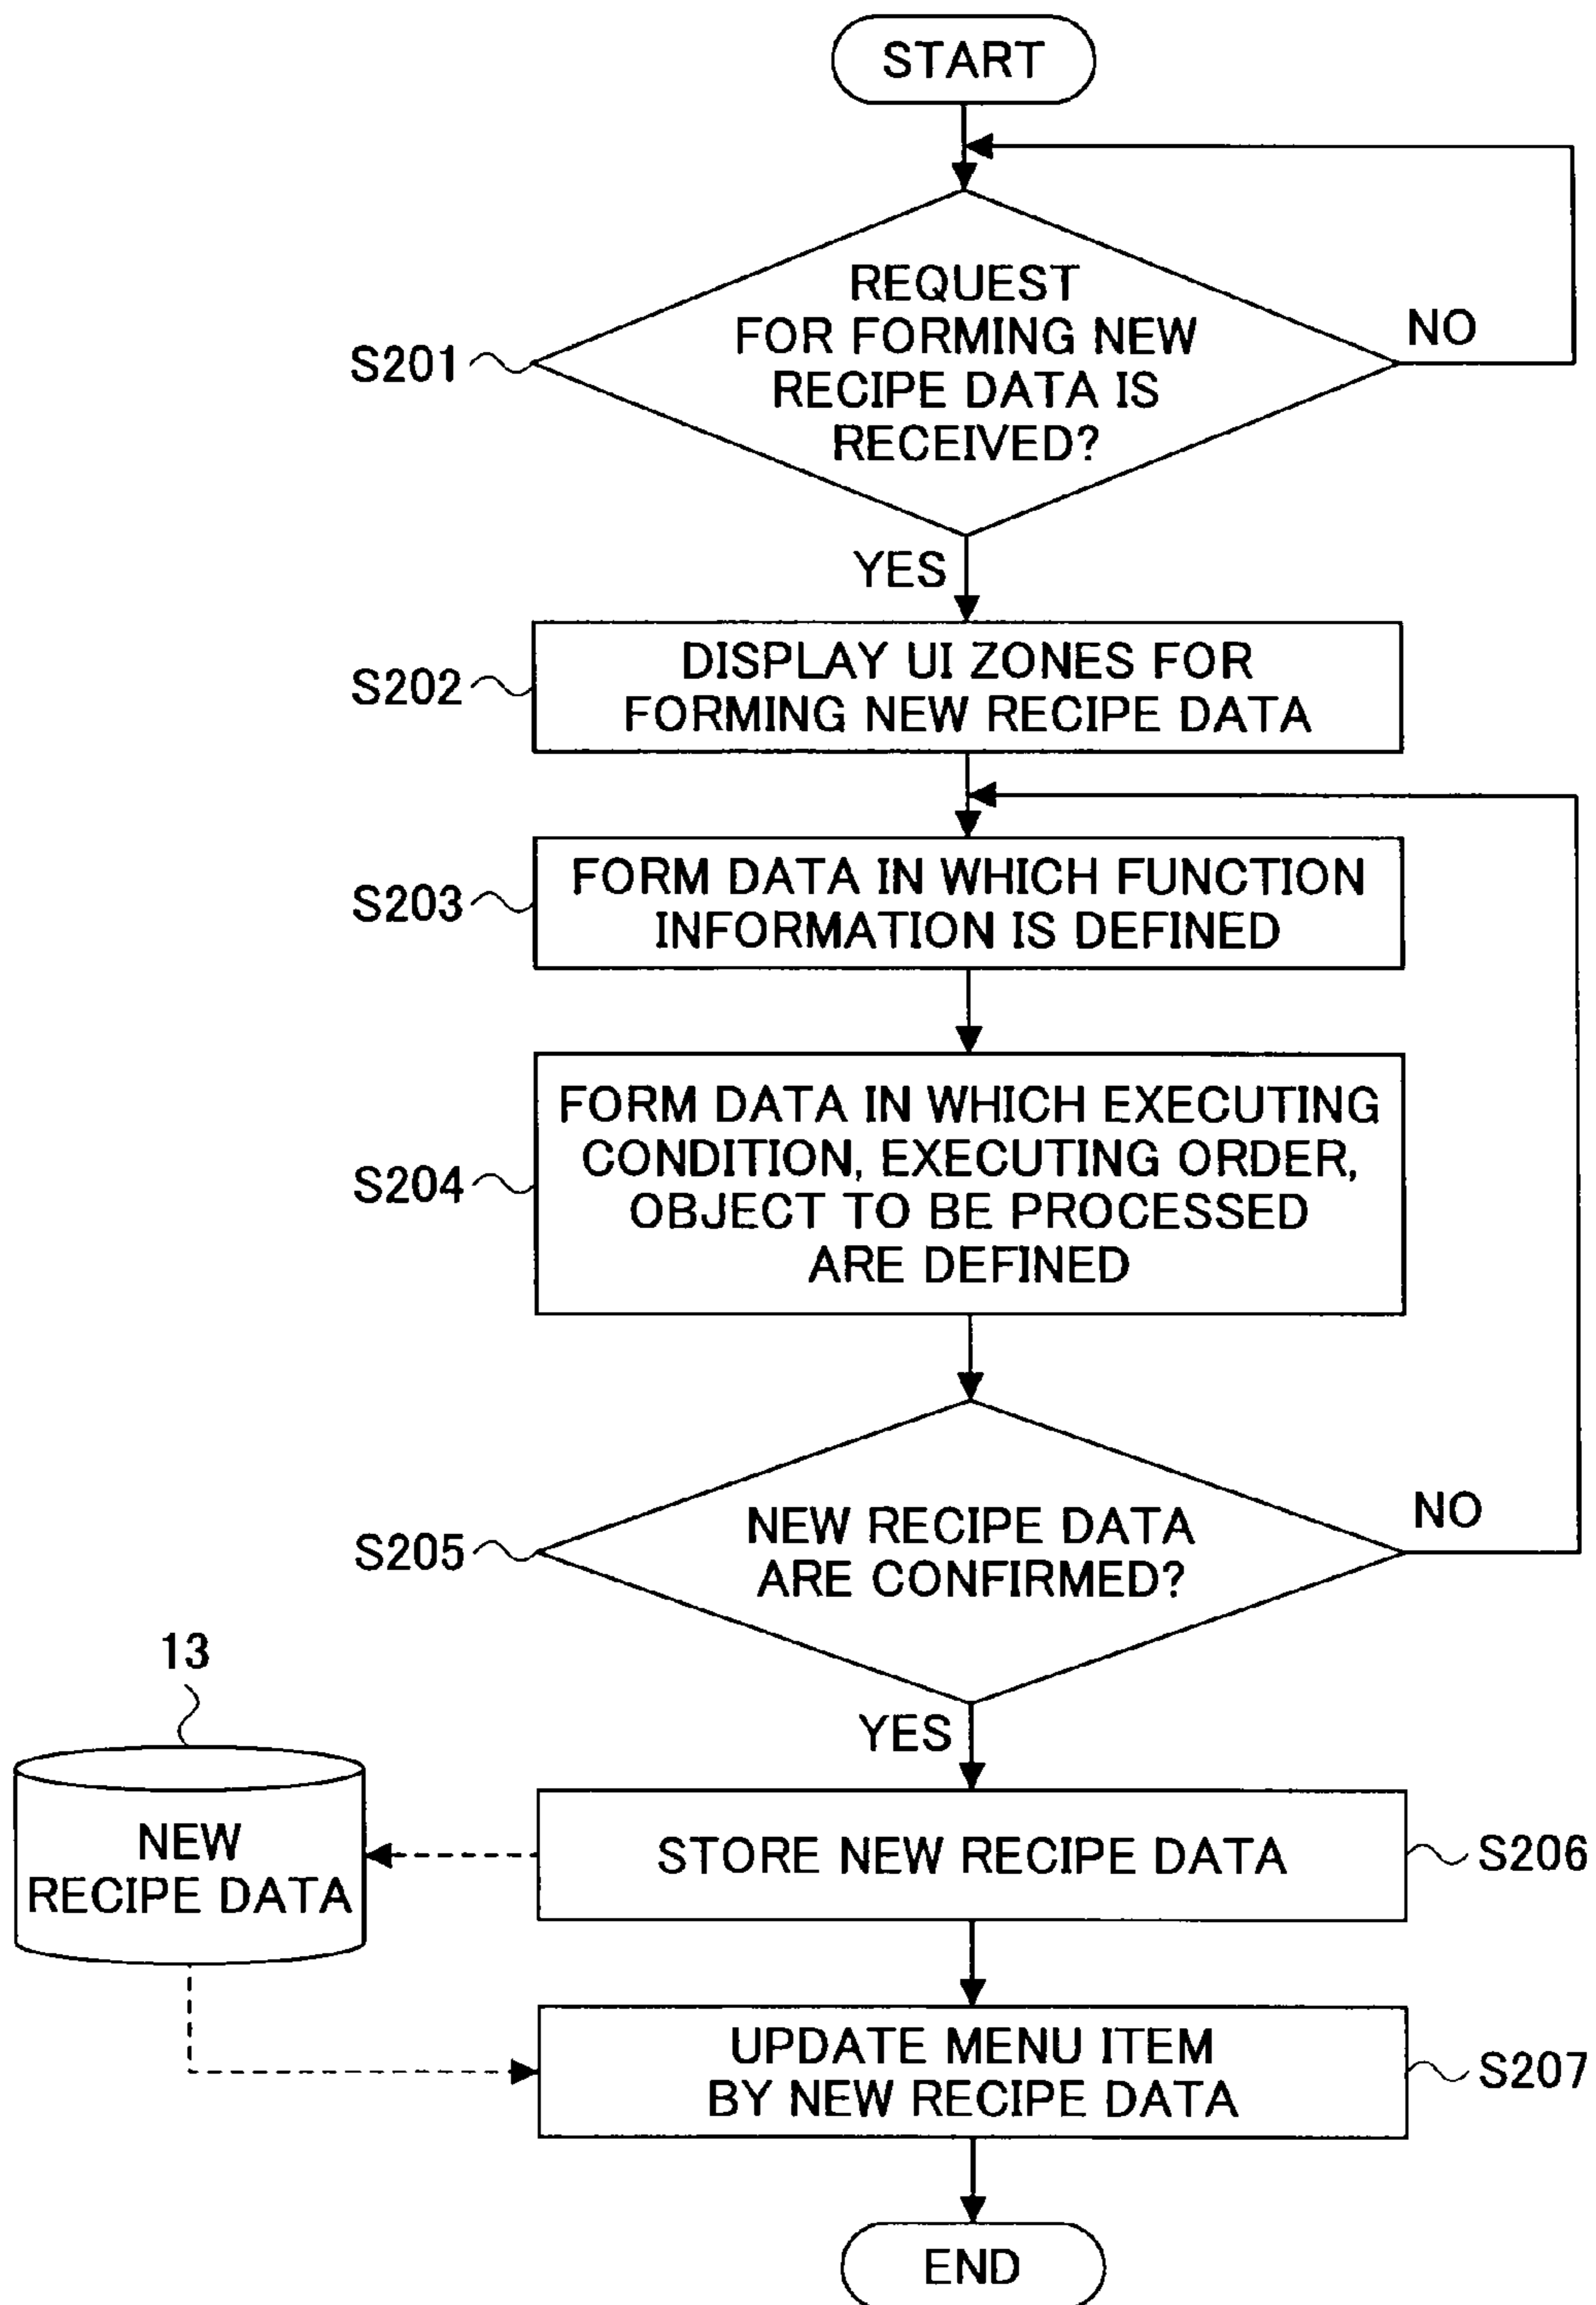 START
REQUEST
FOR FORMING NEW
RECIPE DATA IS
RECEIVED?
NO
S201
YES
DISPLAY UI ZONES FOR
FORMING NEW RECIPE DATA
S202
FORM DATA IN WHICH FUNCTION
INFORMATION IS DEFINED
S203
FORM DATA IN WHICH EXECUTING
CONDITION, EXECUTING ORDER,
OBJECT TO BE PROCESSED
ARE DEFINED
S204
NEW RECIPE DATA
ARE CONFIRMED?
NO
S205
13
YES
NEW
RECIPE DATA
STORE NEW RECIPE DATA
S206
UPDATE MENU ITEM
BY NEW RECIPE DATA
S207
END